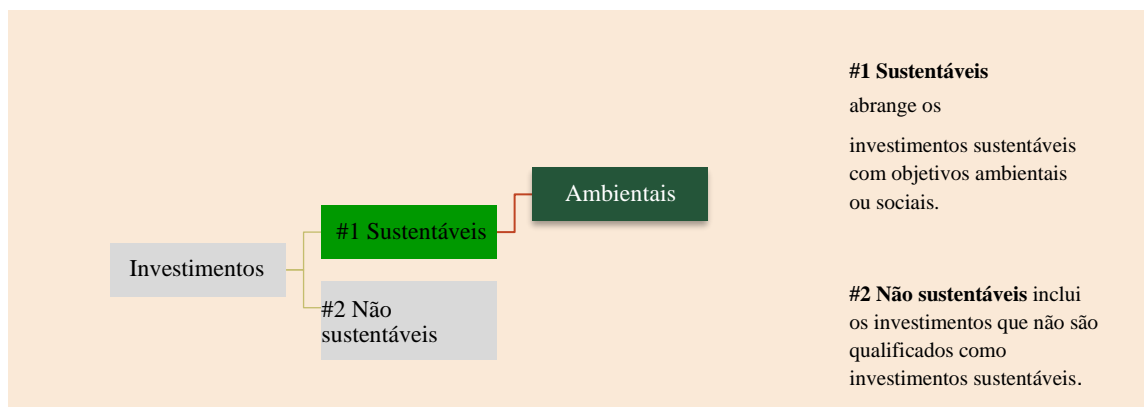 Investimentos
#1 Sustentáveis
#2 Não
sustentáveis
Ambientais
#1 Sustentáveis
abrange os
investimentos sustentáveis
com objetivos ambientais
ou sociais.
#2 Não sustentáveis inclui
os investimentos que não são
qualificados como
investimentos sustentáveis.